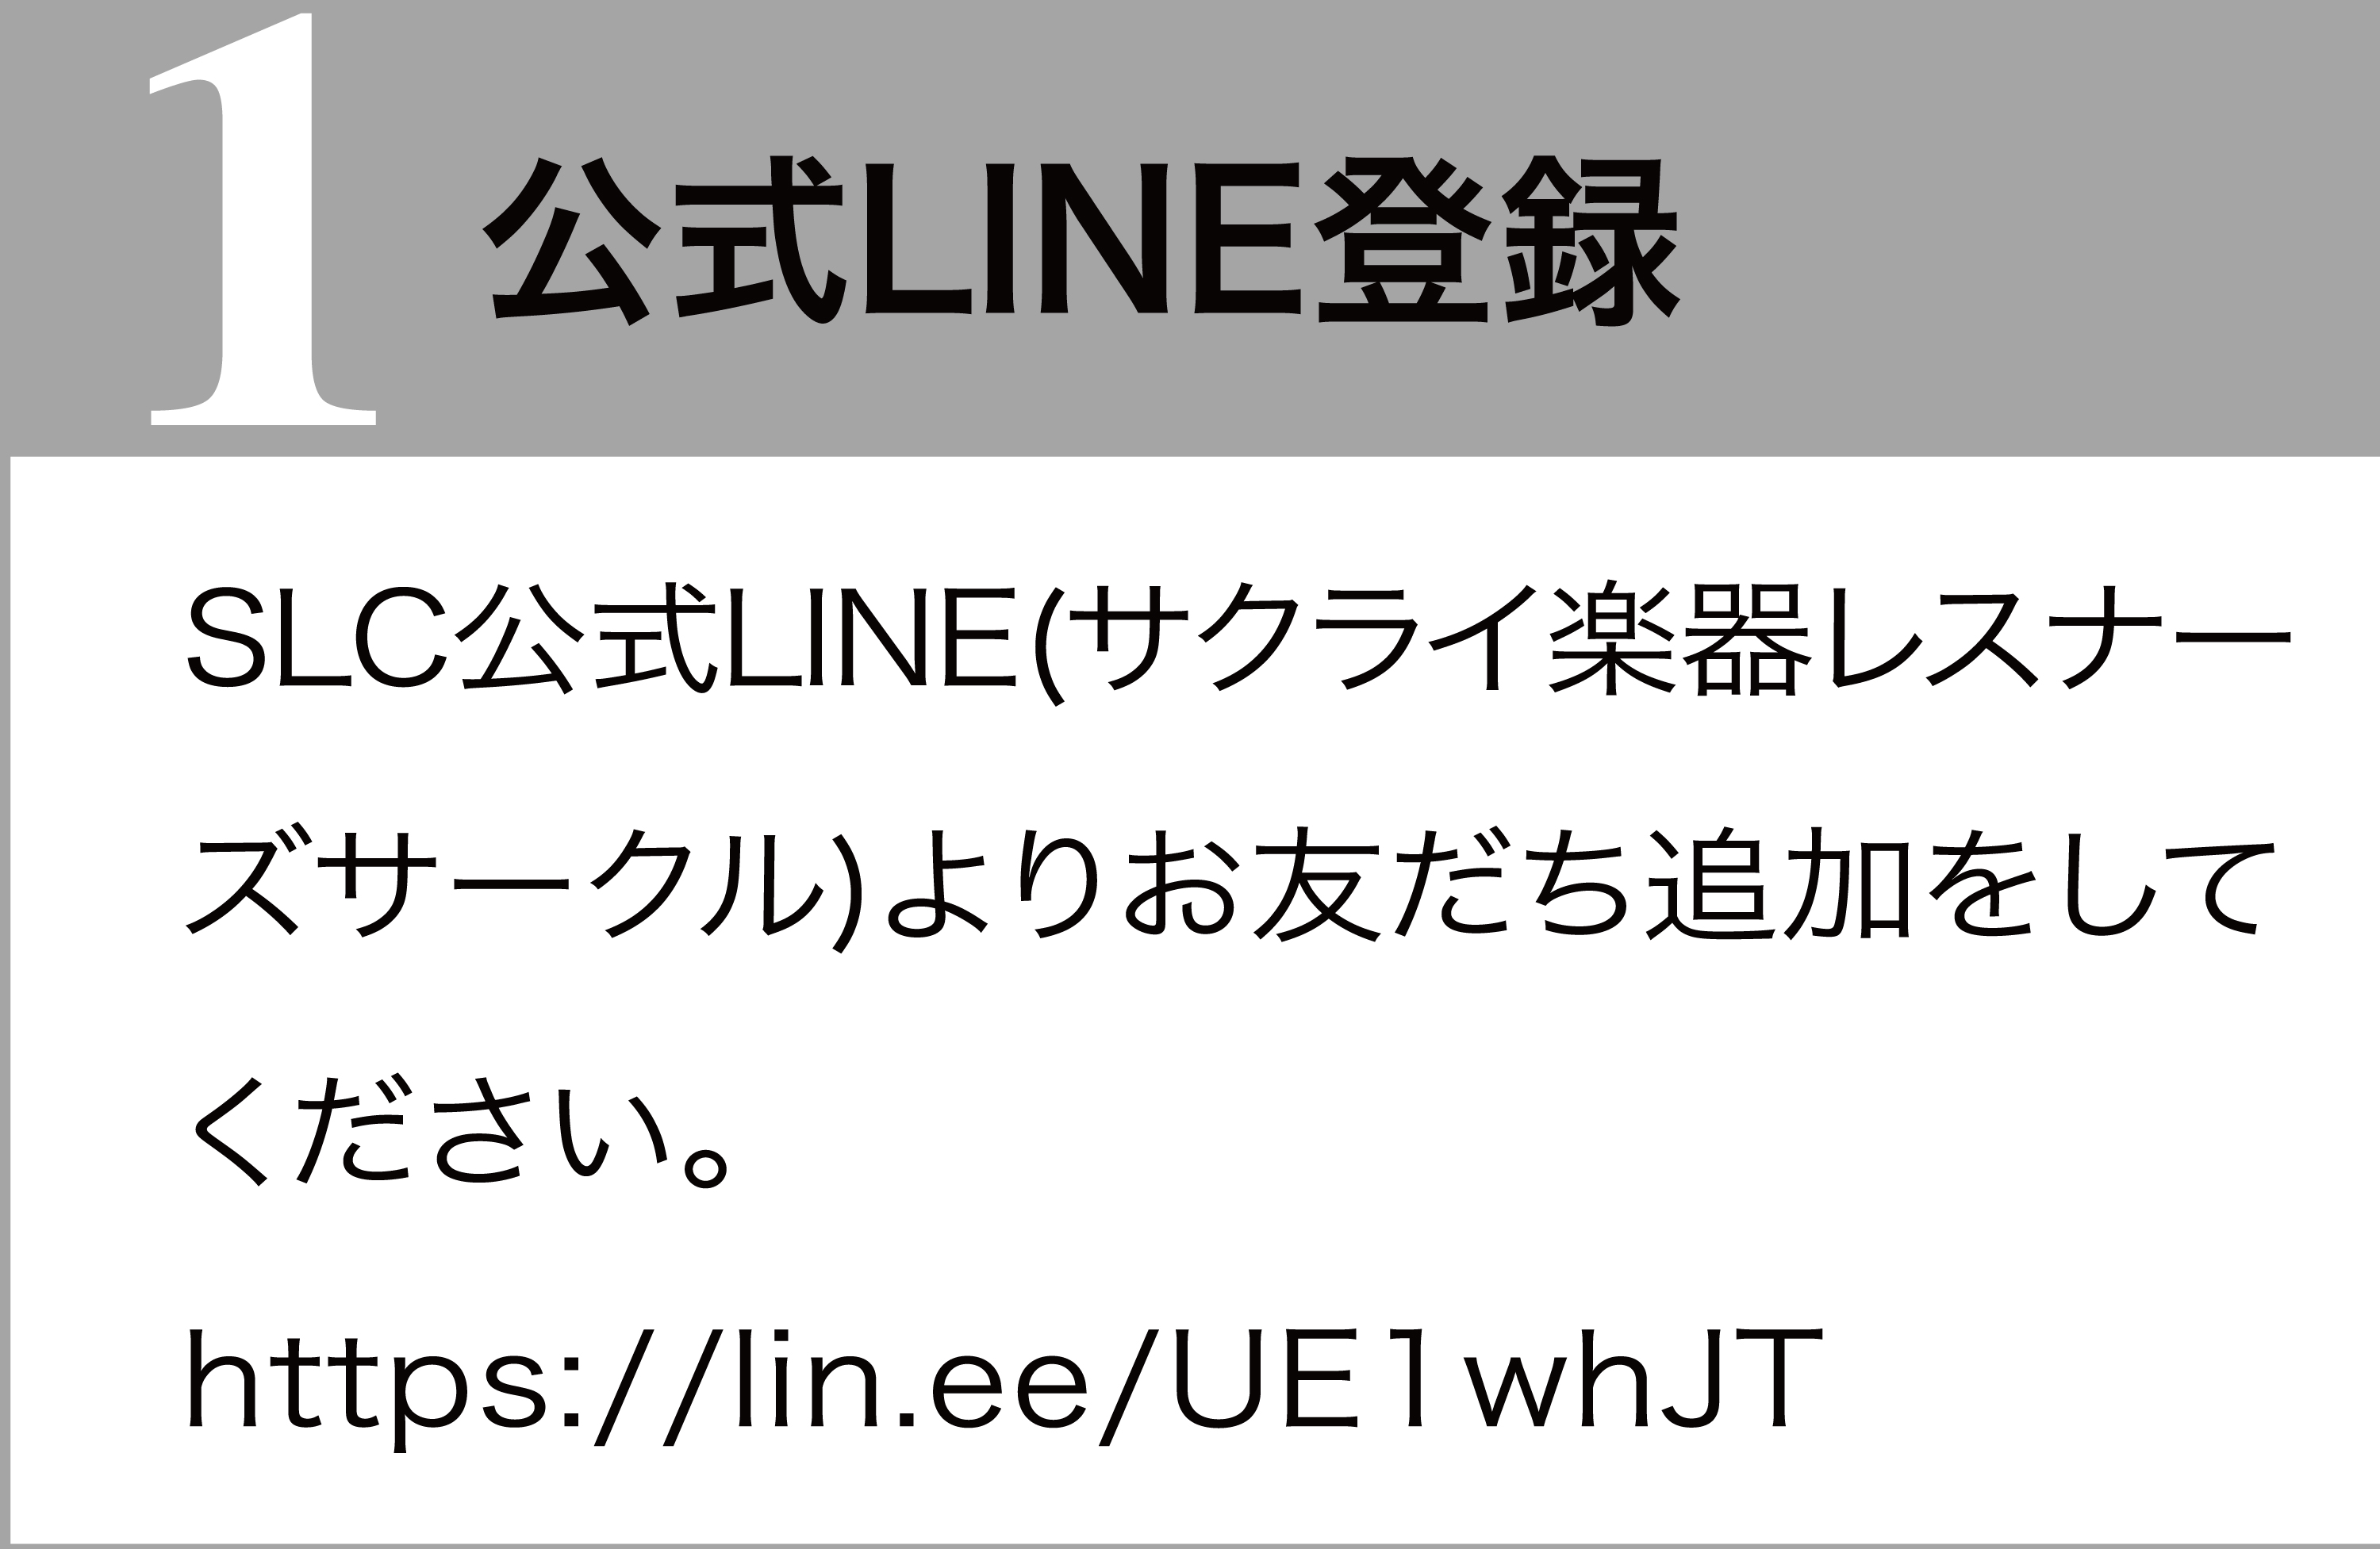 1
公式LINE登録
SLC公式LINE(サクライ楽器レスナー
ズサークル)よりお友だち追加をして
ください。
https://lin.ee/UE1whJT